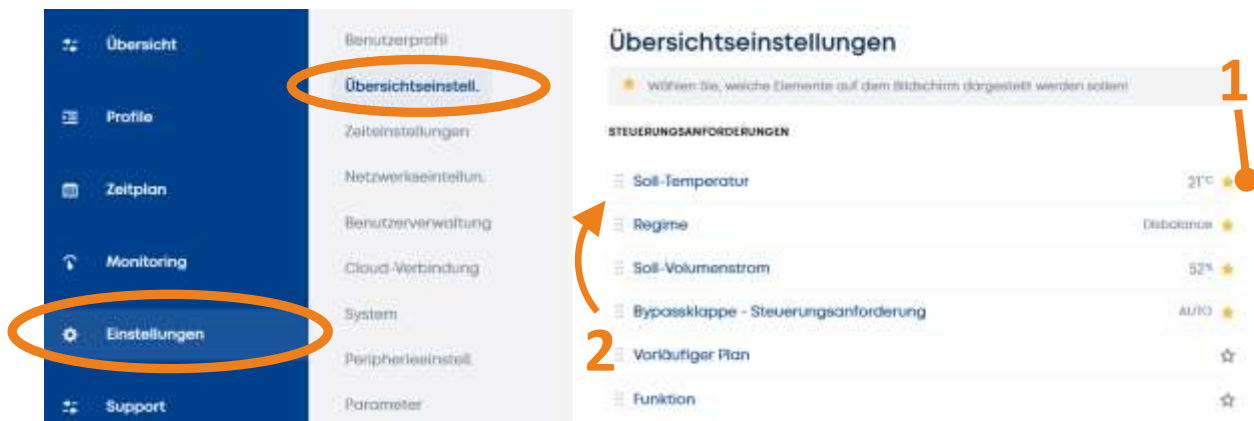 Übersicht
Profile
Zeitplan
Monitoring
Einstellungen
Support
Benutzerprofil
Übersichtseinstell.
Zeiteinstellungen
Netzwerkseinstellun.
Benutzerverwaltung
Cloud-Verbindung
System
Peripherieeinstell.
Parameter
Übersichtseinstellungen
Wählen Sie, welche Elemente auf dem Bildschirm dargestellt werden sollen!
1
STEUERUNGSANFORDERUNGEN
Soll-Temperatur 21°C
Regime Disbalance
Soll-Volumenstrom 52%
Bypassklappe - Steuerungsanforderung AUTO
2
Vorläufiger Plan
Funktion